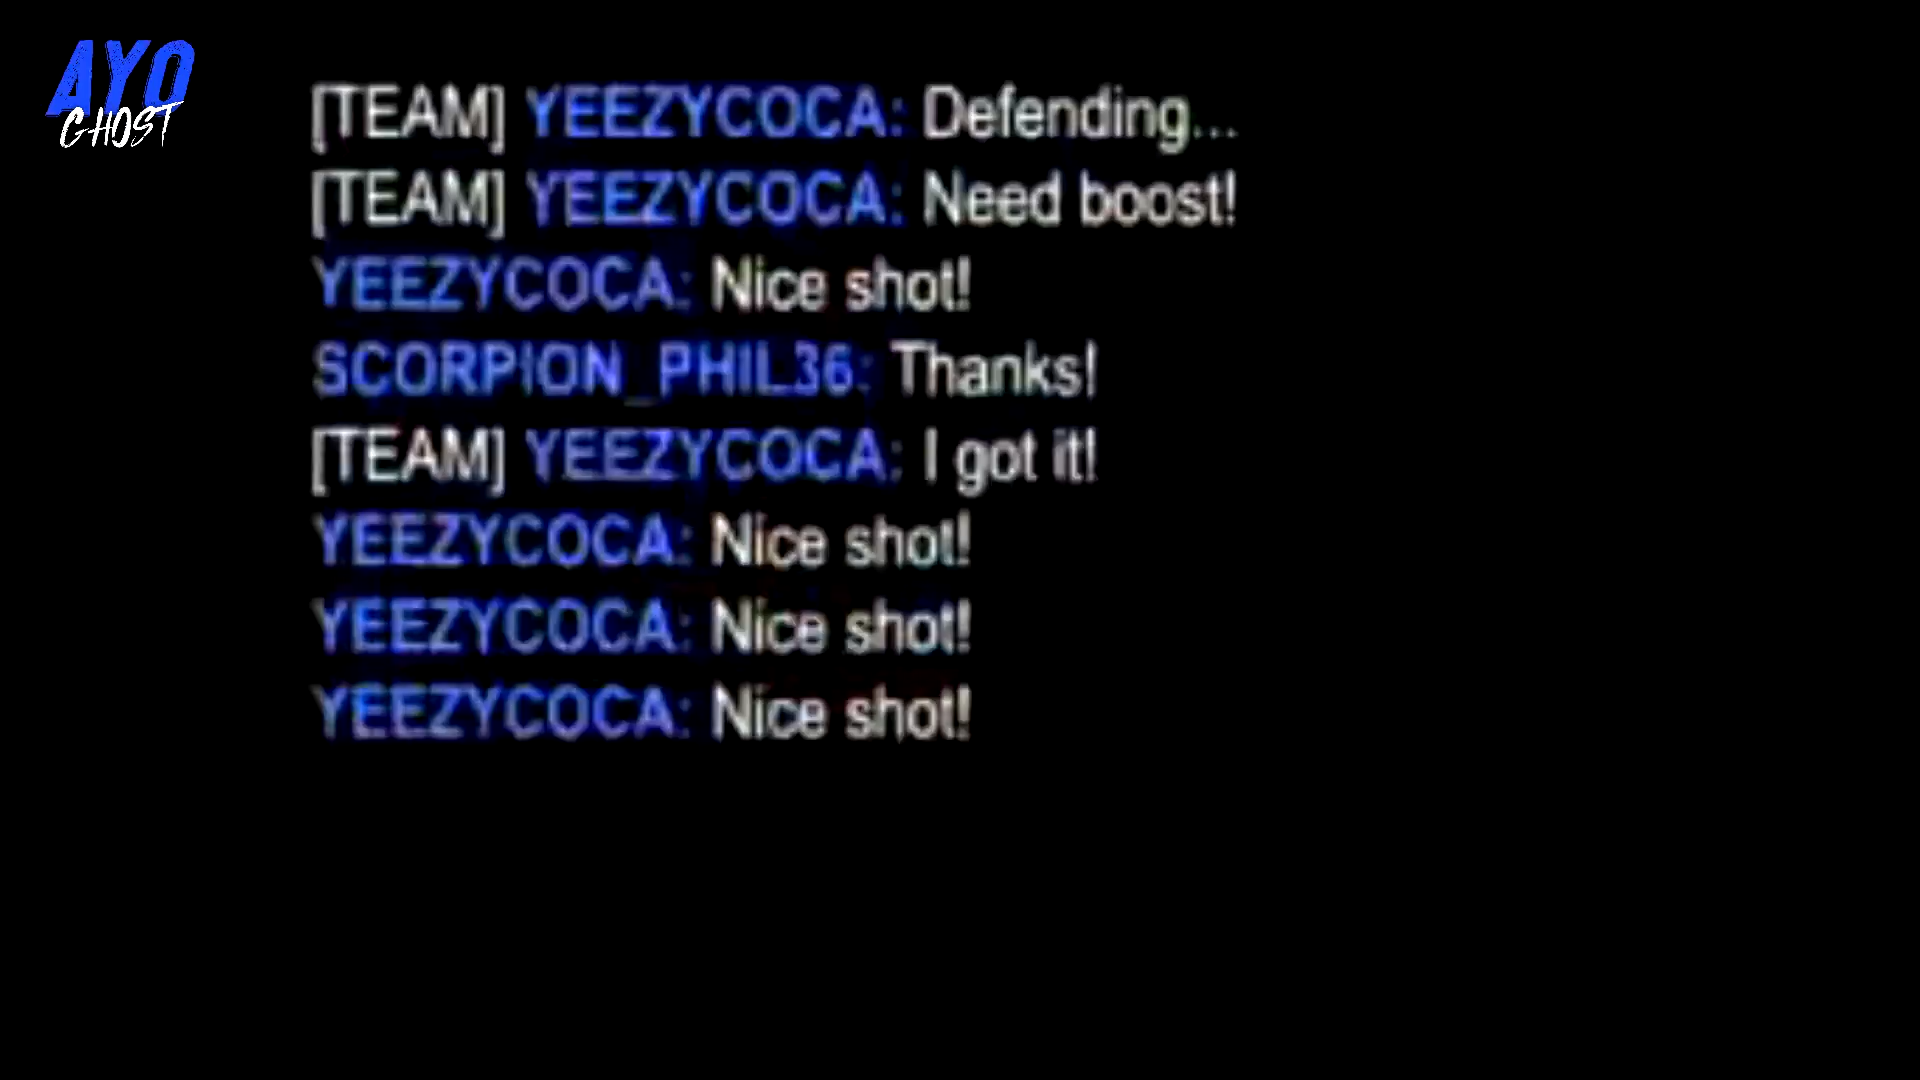 AYO
GHOST
[TEAM] YEEZYCOCA: Defending...
[TEAM] YEEZYCOCA: Need boost!
YEEZYCOCA: Nice shot!
SCORPION_PHIL36: Thanks!
[TEAM] YEEZYCOCA: I got it!
YEEZYCOCA: Nice shot!
YEEZYCOCA: Nice shot!
YEEZYCOCA: Nice shot!